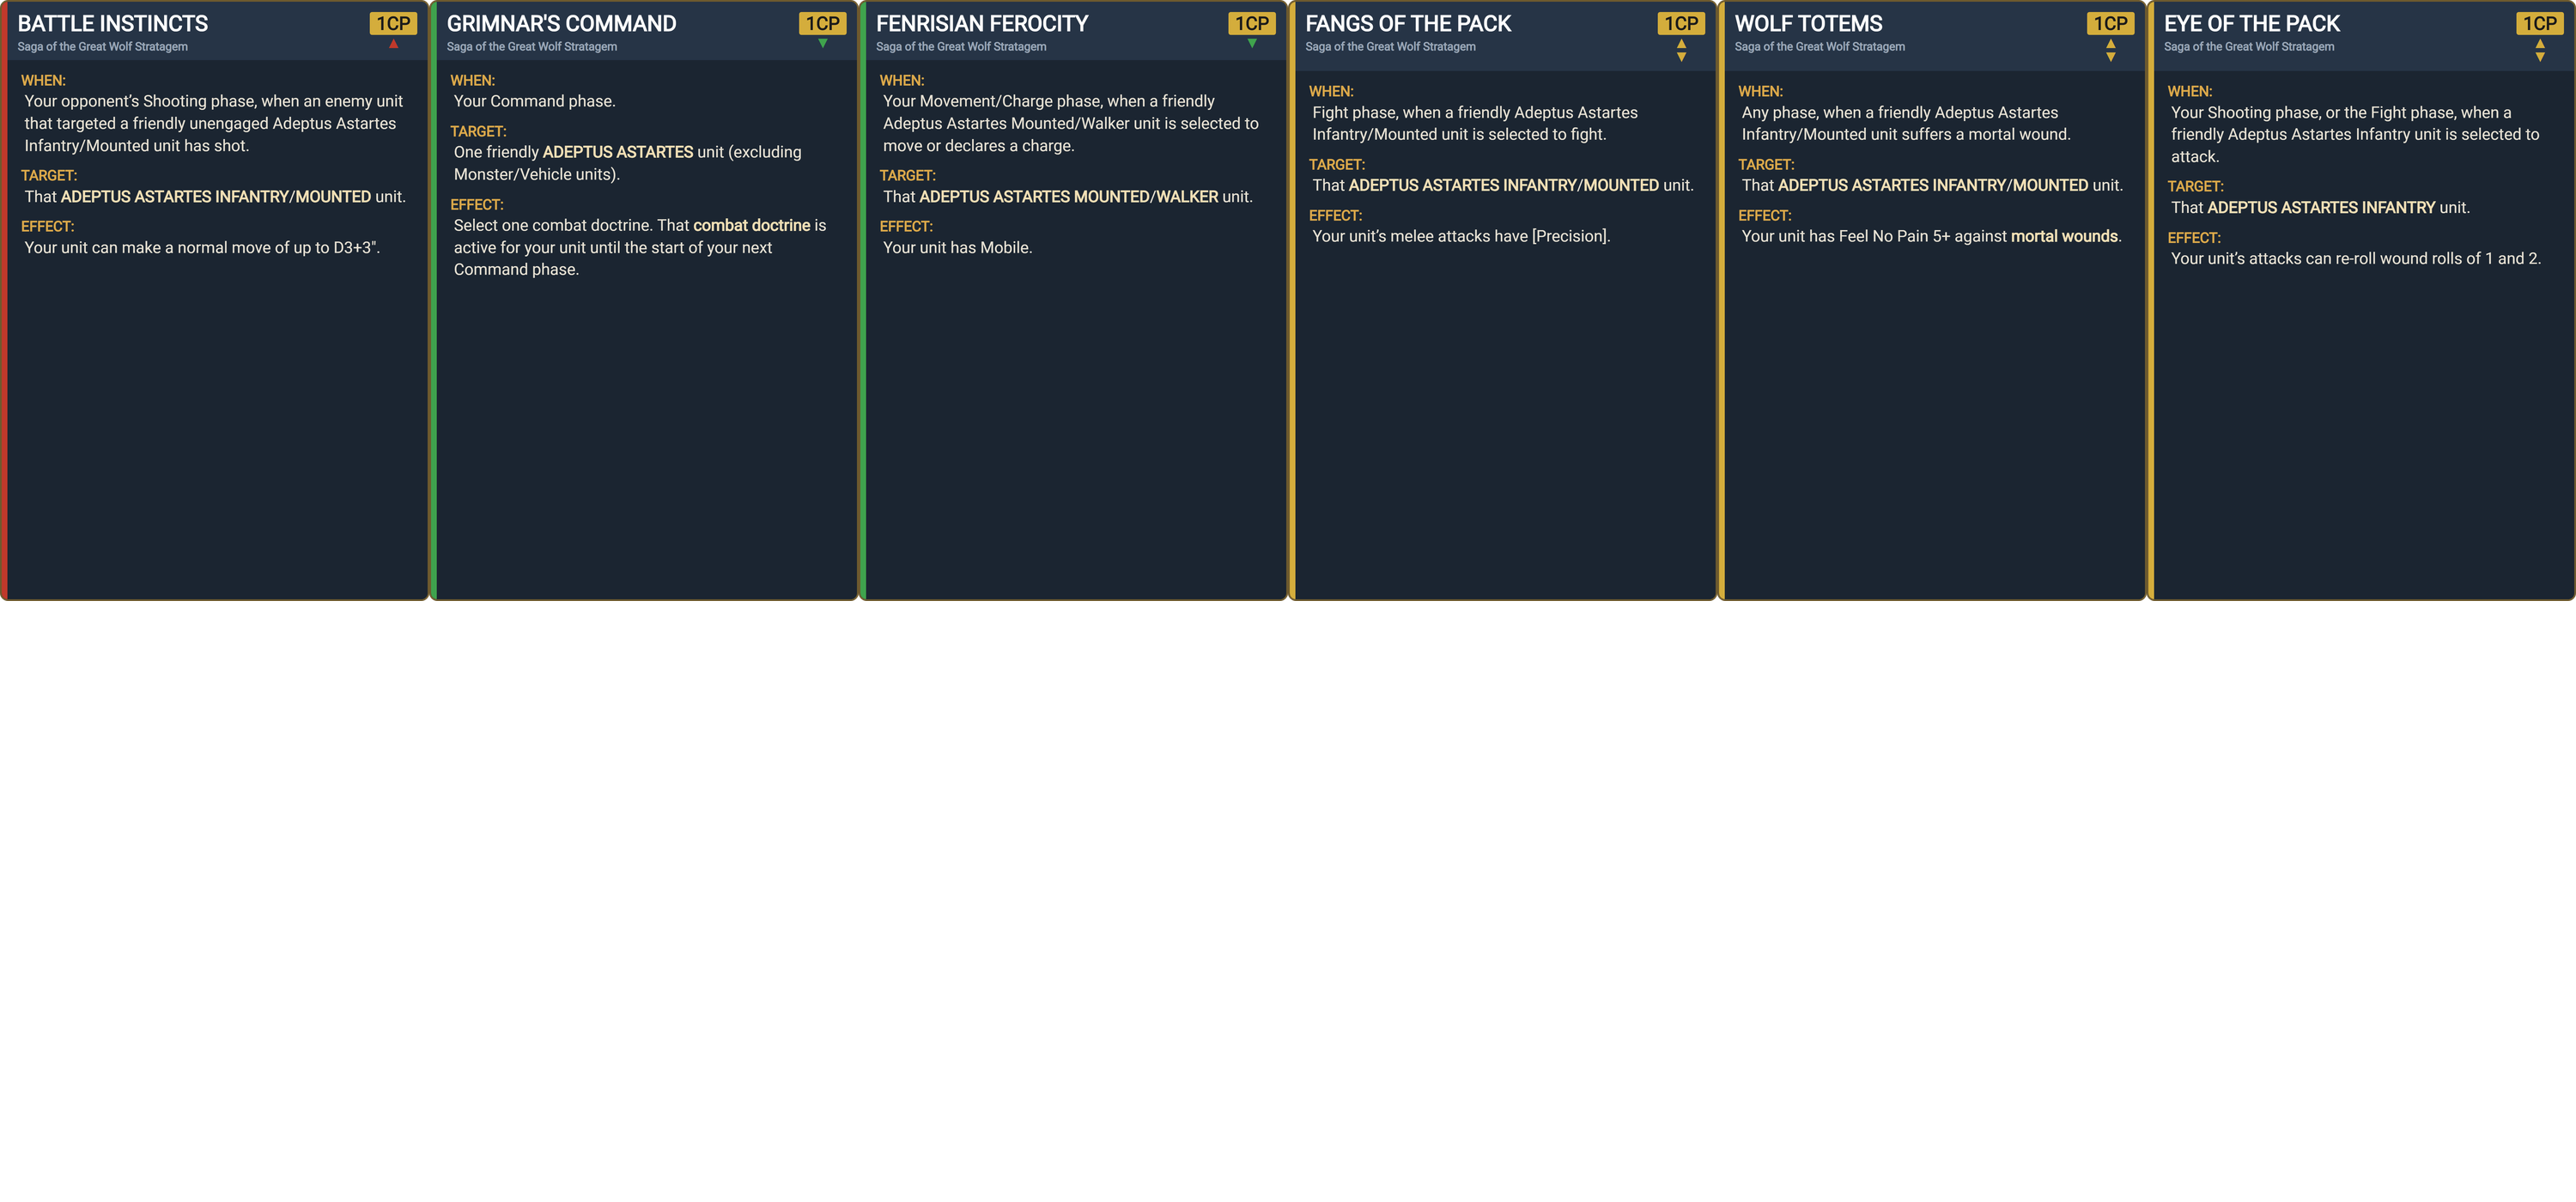 BATTLE INSTINCTS
1CP
Saga of the Great Wolf Stratagem
WHEN:
Your opponent’s Shooting phase, when an enemy unit
that targeted a friendly unengaged Adeptus Astartes
Infantry/Mounted unit has shot.
TARGET:
That ADEPTUS ASTARTES INFANTRY/MOUNTED unit.
EFFECT:
Your unit can make a normal move of up to D3+3".
GRIMNAR'S COMMAND
1CP
Saga of the Great Wolf Stratagem
WHEN:
Your Command phase.
TARGET:
One friendly ADEPTUS ASTARTES unit (excluding
Monster/Vehicle units).
EFFECT:
Select one combat doctrine. That combat doctrine is
active for your unit until the start of your next
Command phase.
FENRISIAN FEROCITY
1CP
Saga of the Great Wolf Stratagem
WHEN:
Your Movement/Charge phase, when a friendly
Adeptus Astartes Mounted/Walker unit is selected to
move or declares a charge.
TARGET:
That ADEPTUS ASTARTES MOUNTED/WALKER unit.
EFFECT:
Your unit has Mobile.
FANGS OF THE PACK
1CP
Saga of the Great Wolf Stratagem
WHEN:
Fight phase, when a friendly Adeptus Astartes
Infantry/Mounted unit is selected to fight.
TARGET:
That ADEPTUS ASTARTES INFANTRY/MOUNTED unit.
EFFECT:
Your unit’s melee attacks have [Precision].
WOLF TOTEMS
1CP
Saga of the Great Wolf Stratagem
WHEN:
Any phase, when a friendly Adeptus Astartes
Infantry/Mounted unit suffers a mortal wound.
TARGET:
That ADEPTUS ASTARTES INFANTRY/MOUNTED unit.
EFFECT:
Your unit has Feel No Pain 5+ against mortal wounds.
EYE OF THE PACK
1CP
Saga of the Great Wolf Stratagem
WHEN:
Your Shooting phase, or the Fight phase, when a
friendly Adeptus Astartes Infantry unit is selected to
attack.
TARGET:
That ADEPTUS ASTARTES INFANTRY unit.
EFFECT:
Your unit’s attacks can re-roll wound rolls of 1 and 2.